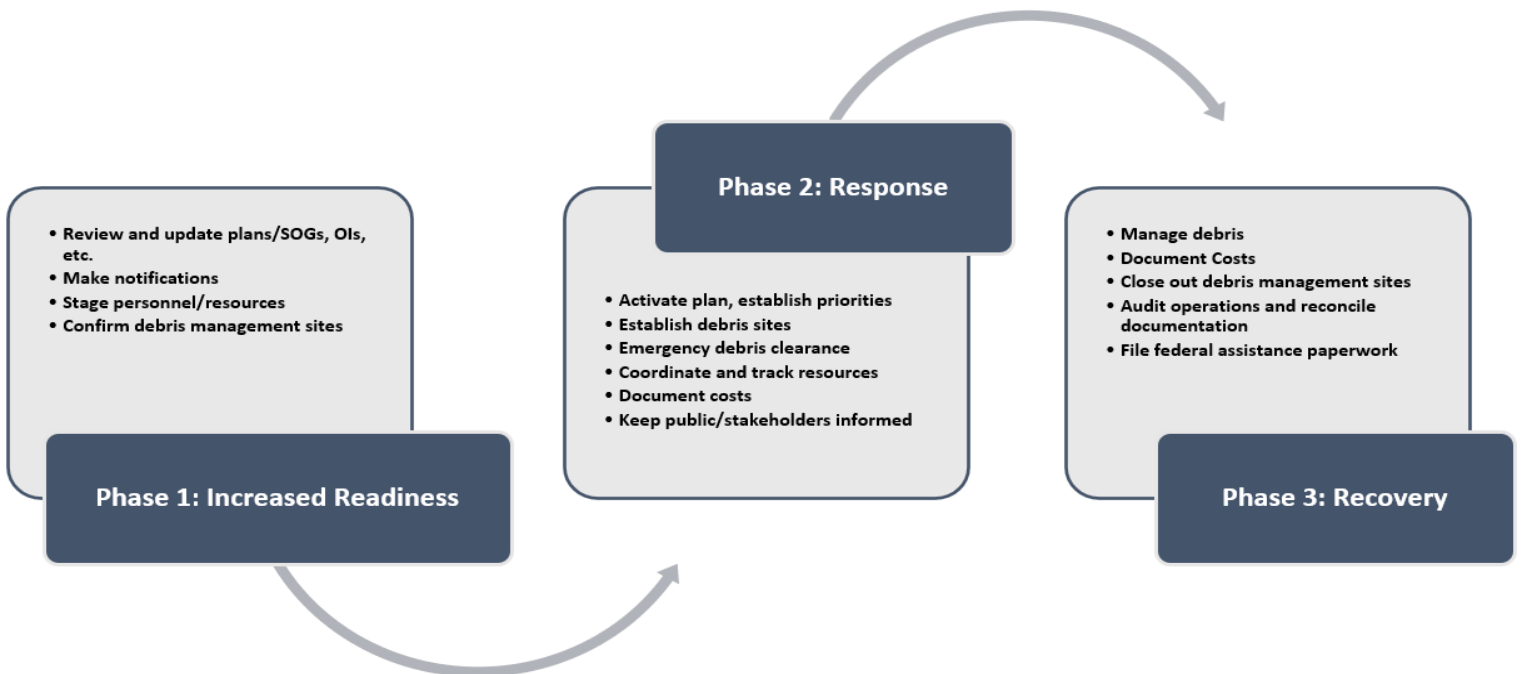 • Review and update plans/SOGs, OIs,
etc.
• Make notifications
• Stage personnel/resources
• Confirm debris management sites
Phase 1: Increased Readiness
Phase 2: Response
• Activate plan, establish priorities
• Establish debris sites
• Emergency debris clearance
• Coordinate and track resources
• Document costs
• Keep public/stakeholders informed
• Manage debris
• Document Costs
• Close out debris management sites
• Audit operations and reconcile
documentation
• File federal assistance paperwork
Phase 3: Recovery